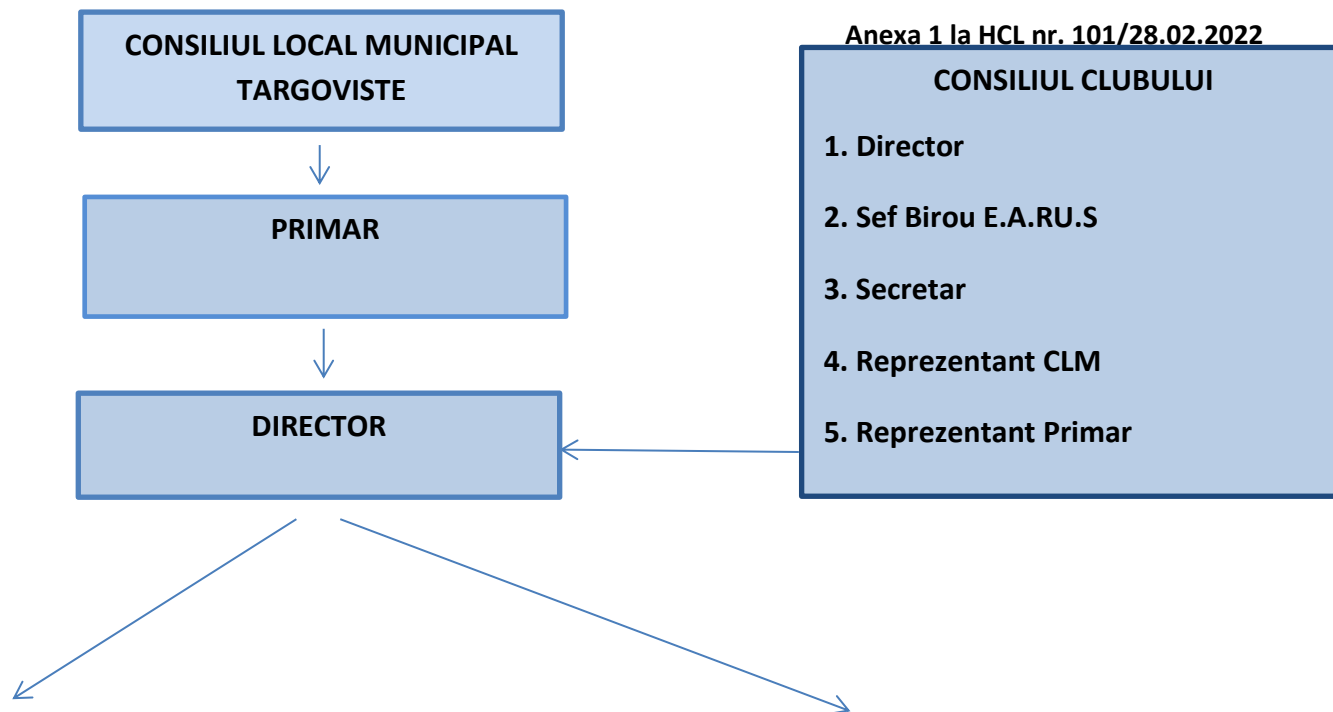 Anexa 1 la HCL nr. 101/28.02.2022
CONSILIUL LOCAL MUNICIPAL
TARGOVISTE
PRIMAR
DIRECTOR
CONSILIUL CLUBULUI
1. Director
2. Sef Birou E.A.RU.S
3. Secretar
4. Reprezentant CLM
5. Reprezentant Primar